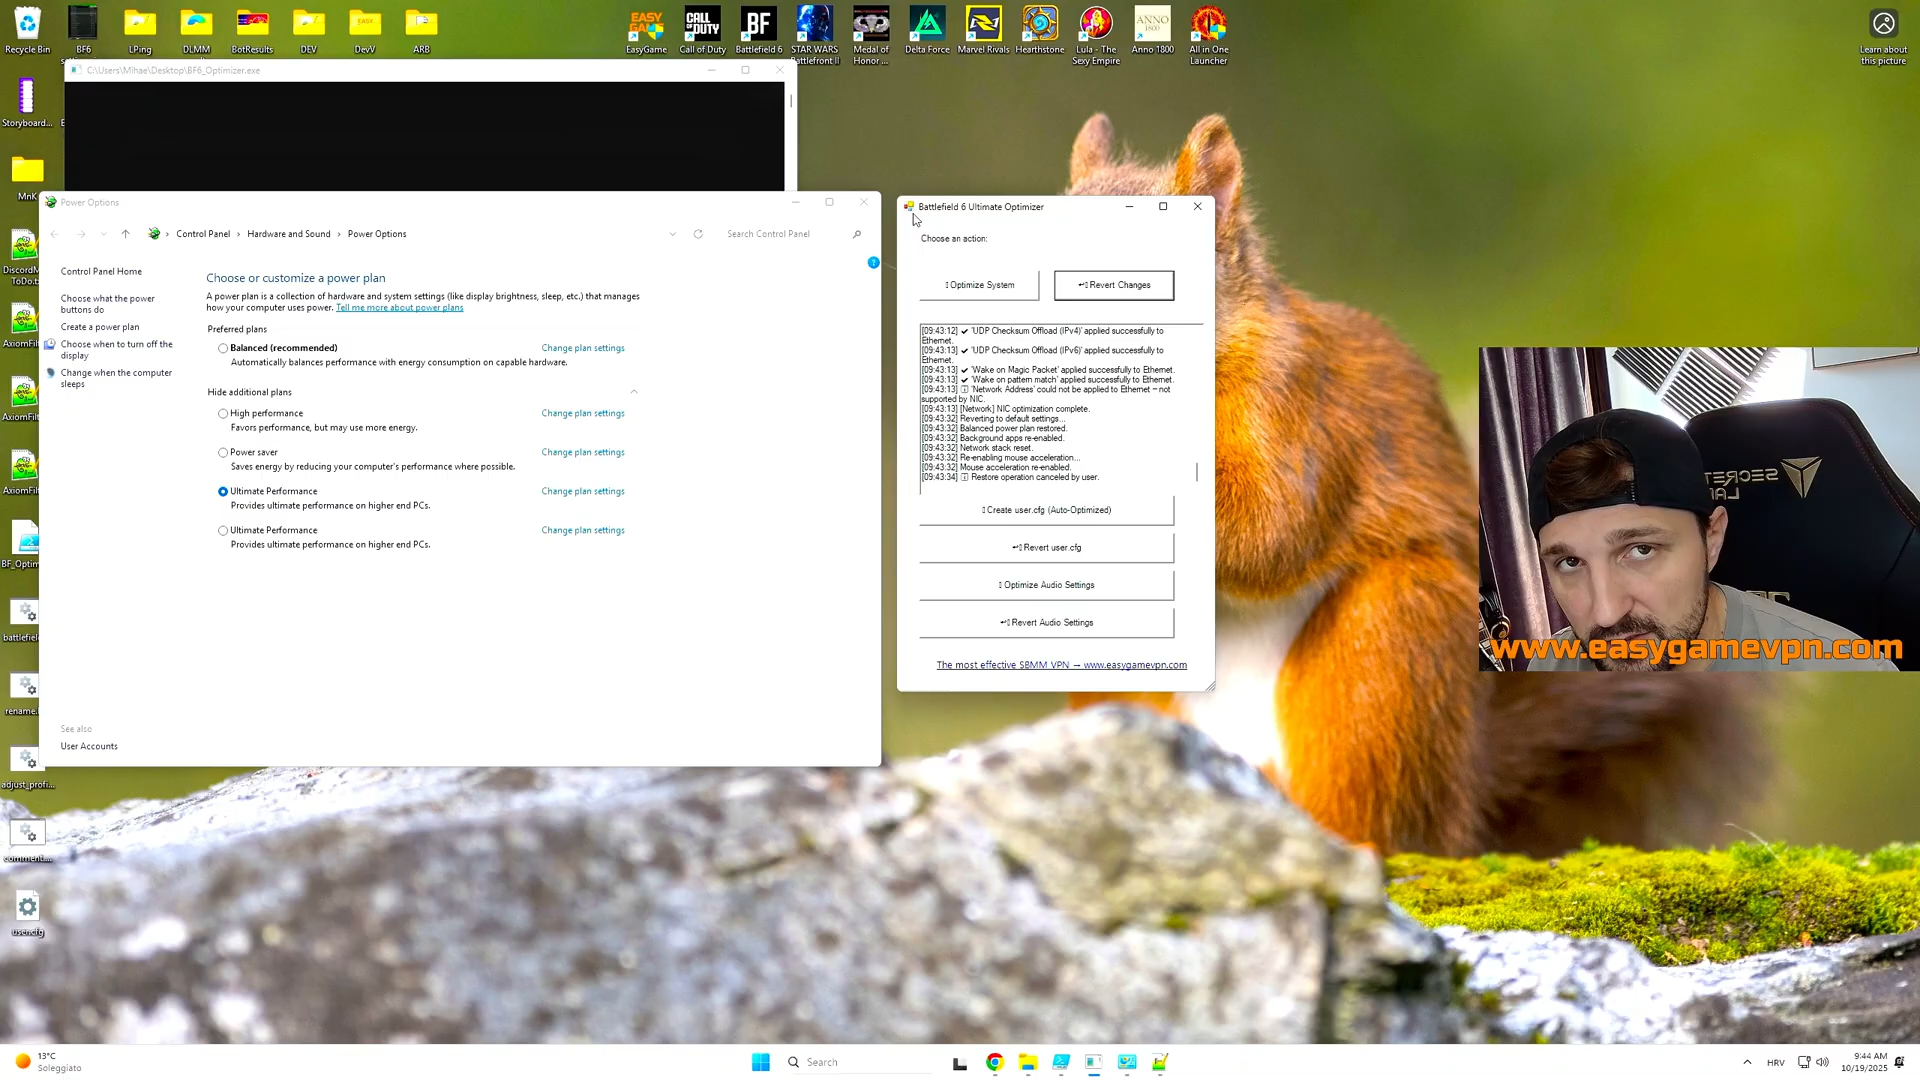 Recycle Bin
BF6
LPing
DLMM
BotResults
DEV
DevV
ARB
EasyGame
Call of Duty
Battlefield 6
STAR WARS
Battlefront II
Medal of
Honor ...
Delta Force
Marvel Rivals
Hearthstone
Lula - The
Sexy Empire
Anno 1800
All in One
Launcher
Learn about
this picture
C:\Users\Mihae\Desktop\BF6_Optimizer.exe
Storyboard...
MnK
Power Options
Control Panel
Hardware and Sound
Power Options
Search Control Panel
Control Panel Home
Choose what the power
buttons do
Create a power plan
Choose when to turn off the
display
Change when the computer
sleeps
Choose or customize a power plan
A power plan is a collection of hardware and system settings (like display brightness, sleep, etc.) that manages
how your computer uses power. Tell me more about power plans
Preferred plans
Balanced (recommended)
Change plan settings
Automatically balances performance with energy consumption on capable hardware.
Hide additional plans
High performance
Change plan settings
Favors performance, but may use more energy.
Power saver
Change plan settings
Saves energy by reducing your computer's performance where possible.
Ultimate Performance
Change plan settings
Provides ultimate performance on higher end PCs.
Ultimate Performance
Change plan settings
Provides ultimate performance on higher end PCs.
See also
User Accounts
DiscordM
ToDo.t
AxiomFil
AxiomFil
AxiomFil
BF_Optim
battlefiel
rename.
adjust_profi...
comment....
user.cfg
Battlefield 6 Ultimate Optimizer
Choose an action:
Optimize System
Revert Changes
[09:43:12] ✔ 'UDP Checksum Offload (IPv4)' applied successfully to
Ethernet.
[09:43:13] ✔ 'UDP Checksum Offload (IPv6)' applied successfully to
Ethernet.
[09:43:13] ✔ 'Wake on Magic Packet' applied successfully to Ethernet.
[09:43:13] ✔ 'Wake on pattern match' applied successfully to Ethernet.
[09:43:13] ⓘ 'Network Address' could not be applied to Ethernet – not
supported by NIC.
[09:43:13] [Network] NIC optimization complete.
[09:43:32] Reverting to default settings...
[09:43:32] Balanced power plan restored.
[09:43:32] Background apps re-enabled.
[09:43:32] Network stack reset.
[09:43:32] Re-enabling mouse acceleration...
[09:43:32] Mouse acceleration re-enabled.
[09:43:34] ⓘ Restore operation canceled by user.
Create user.cfg (Auto-Optimized)
Revert user.cfg
Optimize Audio Settings
Revert Audio Settings
The most effective SBMM VPN → www.easygamevpn.com
www.easygamevpn.com
13°C
Soleggiato
Search
HRV
9:44 AM
10/19/2025